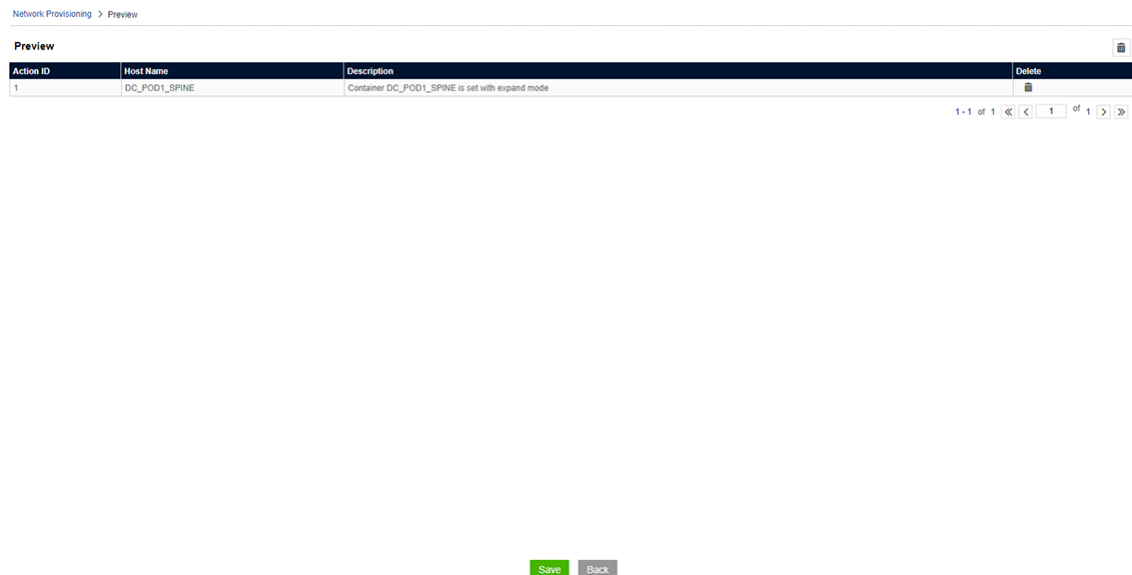 Network Provisioning > Preview
Preview
Action ID Host Name Description Delete
1 DC_POD1_SPINE Container DC_POD1_SPINE is set with expand mode
1 - 1 of 1 « < 1 of 1 > »
Save Back